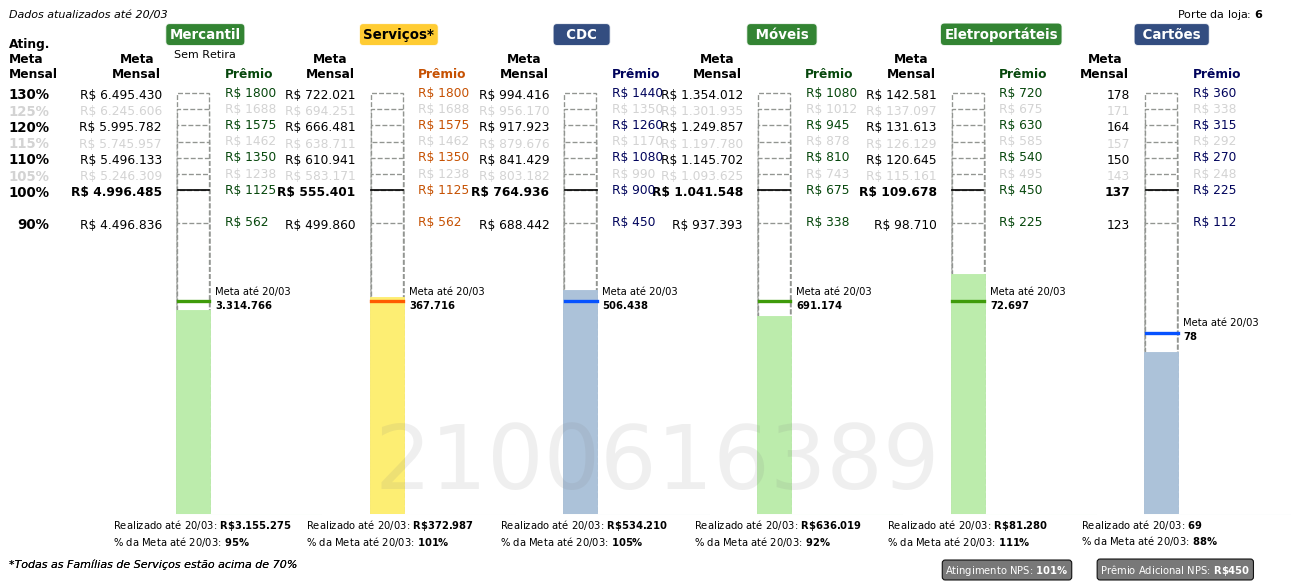 Dados atualizados até 20/03
Porte da loja: 6
Mercantil Serviços* CDC Móveis Eletroportáteis Cartões
Sem Retira
Ating. Meta Mensal
Meta Mensal Prêmio Meta Mensal Prêmio Meta Mensal Prêmio Meta Mensal Prêmio Meta Mensal Prêmio Meta Mensal Prêmio
130% R$ 6.495.430 R$ 1800 R$ 722.021 R$ 1800 R$ 994.416 R$ 1440 R$ 1.354.012 R$ 1080 R$ 142.581 R$ 720 178 R$ 360
125% R$ 6.245.606 R$ 1688 R$ 694.251 R$ 1688 R$ 956.170 R$ 1350 R$ 1.301.935 R$ 1012 R$ 137.097 R$ 675 171 R$ 338
120% R$ 5.995.782 R$ 1575 R$ 666.481 R$ 1575 R$ 917.923 R$ 1260 R$ 1.249.857 R$ 945 R$ 131.613 R$ 630 164 R$ 315
115% R$ 5.745.957 R$ 1462 R$ 638.711 R$ 1462 R$ 879.676 R$ 1170 R$ 1.197.780 R$ 878 R$ 126.129 R$ 585 157 R$ 292
110% R$ 5.496.133 R$ 1350 R$ 610.941 R$ 1350 R$ 841.429 R$ 1080 R$ 1.145.702 R$ 810 R$ 120.645 R$ 540 150 R$ 270
105% R$ 5.246.309 R$ 1238 R$ 583.171 R$ 1238 R$ 803.182 R$ 990 R$ 1.093.625 R$ 743 R$ 115.161 R$ 495 143 R$ 248
100% R$ 4.996.485 R$ 1125 R$ 555.401 R$ 1125 R$ 764.936 R$ 900 R$ 1.041.548 R$ 675 R$ 109.678 R$ 450 137 R$ 225
90% R$ 4.496.836 R$ 562 R$ 499.860 R$ 562 R$ 688.442 R$ 450 R$ 937.393 R$ 338 R$ 98.710 R$ 225 123 R$ 112
Meta até 20/03 Meta até 20/03 Meta até 20/03 Meta até 20/03 Meta até 20/03
3.314.766 367.716 506.438 691.174 72.697
Meta até 20/03
78
2100616389
Realizado até 20/03: R$3.155.275 Realizado até 20/03: R$372.987 Realizado até 20/03: R$534.210 Realizado até 20/03: R$636.019 Realizado até 20/03: R$81.280 Realizado até 20/03: 69
% da Meta até 20/03: 95% % da Meta até 20/03: 101% % da Meta até 20/03: 105% % da Meta até 20/03: 92% % da Meta até 20/03: 111% % da Meta até 20/03: 88%
*Todas as Famílias de Serviços estão acima de 70%
Atingimento NPS: 101% Prêmio Adicional NPS: R$450